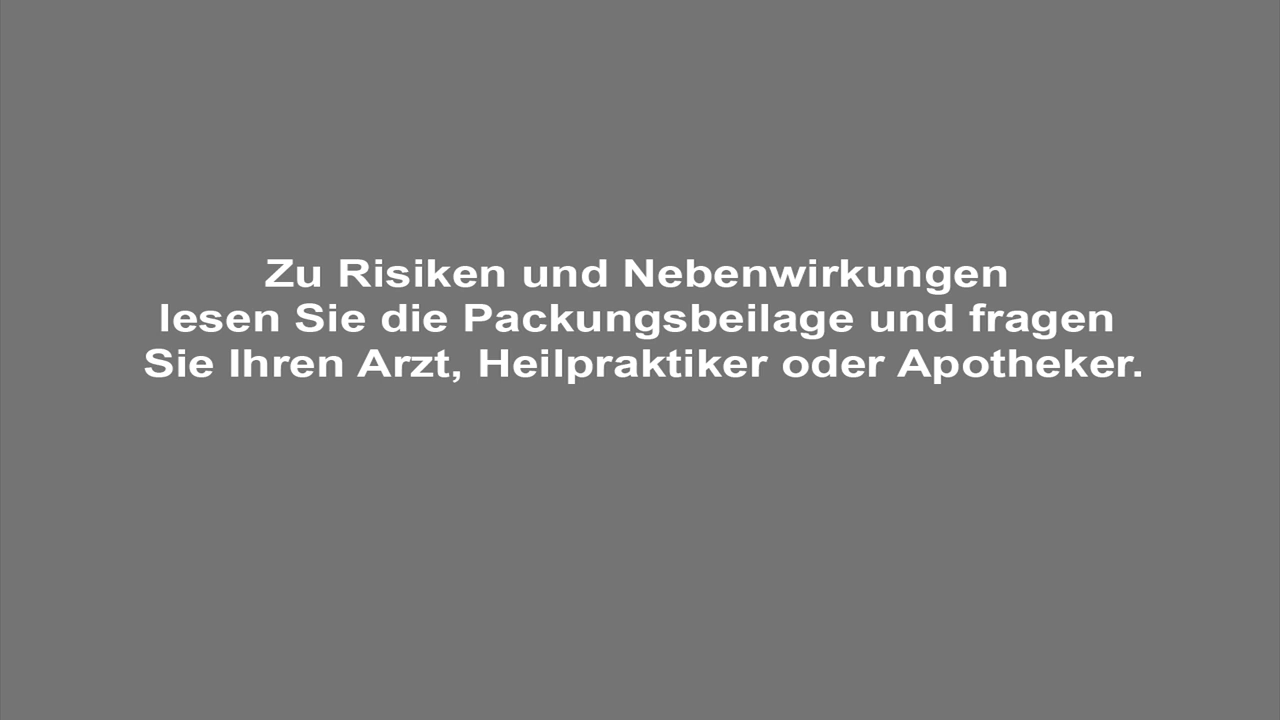 Zu Risiken und Nebenwirkungen
lesen Sie die Packungsbeilage und fragen
Sie Ihren Arzt, Heilpraktiker oder Apotheker.